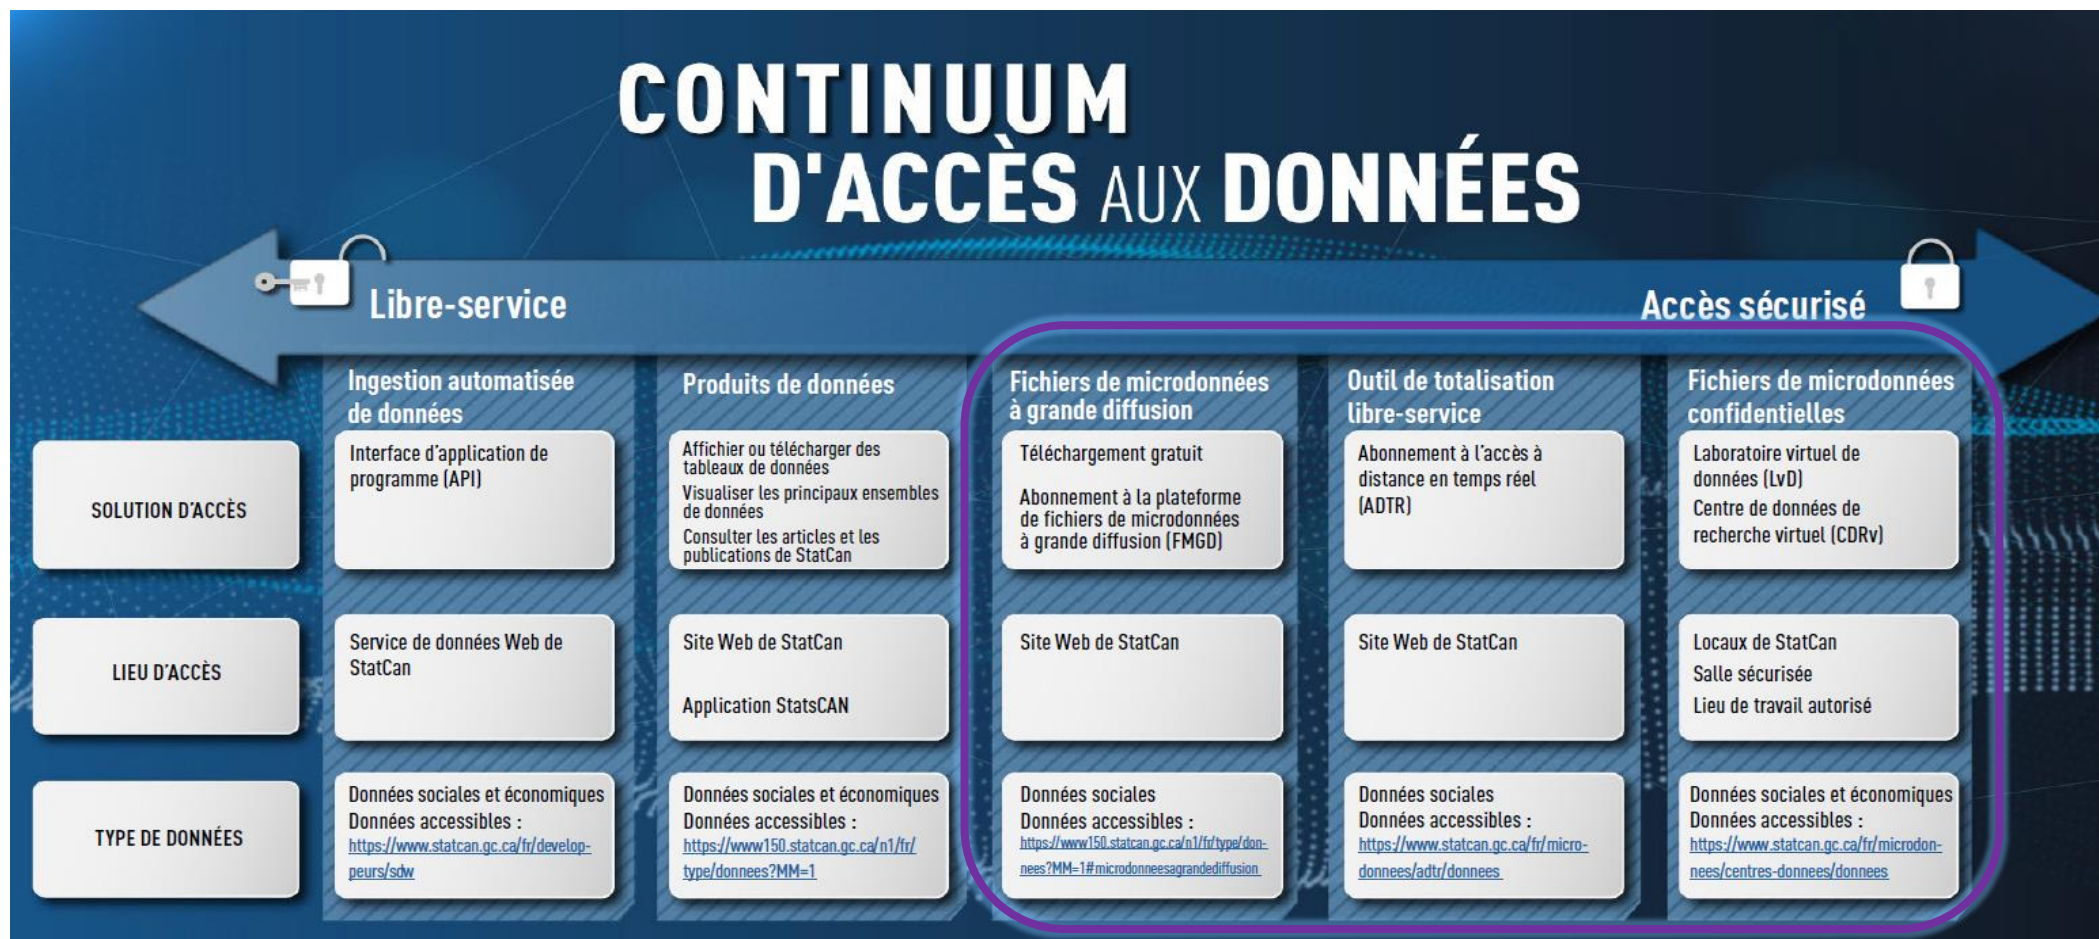 CONTINUUM
D'ACCÈS AUX DONNÉES
Libre-service
Accès sécurisé
Ingestion automatisée
de données
Produits de données
Fichiers de microdonnées
à grande diffusion
Outil de totalisation
libre-service
Fichiers de microdonnées
confidentielles
SOLUTION D'ACCÈS
Interface d'application de
programme (API)
Affichier ou télécharger des
tableaux de données
Visualiser les principaux ensembles
de données
Consulter les articles et les
publications de StatCan
Téléchargement gratuit
Abonnement à la plateforme
de fichiers de microdonnées
à grande diffusion (FMGD)
Abonnement à l'accès à
distance en temps réel
(ADTR)
Laboratoire virtuel de
données (LvD)
Centre de données de
recherche virtuel (CDRv)
LIEU D'ACCÈS
Service de données Web de
StatCan
Site Web de StatCan
Application StatsCAN
Site Web de StatCan
Site Web de StatCan
Locaux de StatCan
Salle sécurisée
Lieu de travail autorisé
TYPE DE DONNÉES
Données sociales et économiques
Données accessibles :
https://www.statcan.gc.ca/fr/develop-
peurs/sdw
Données sociales et économiques
Données accessibles :
https://www150.statcan.gc.ca/n1/fr/
type/donnees?MM=1
Données sociales
Données accessibles :
https://www150.statcan.gc.ca/n1/fr/type/don-
nees?MM=1#microdonneesagrandediffusion
Données sociales
Données accessibles :
https://www.statcan.gc.ca/fr/micro-
donnees/adtr/donnees
Données sociales et économiques
Données accessibles :
https://www.statcan.gc.ca/fr/microdon-
nees/centres-donnees/donnees